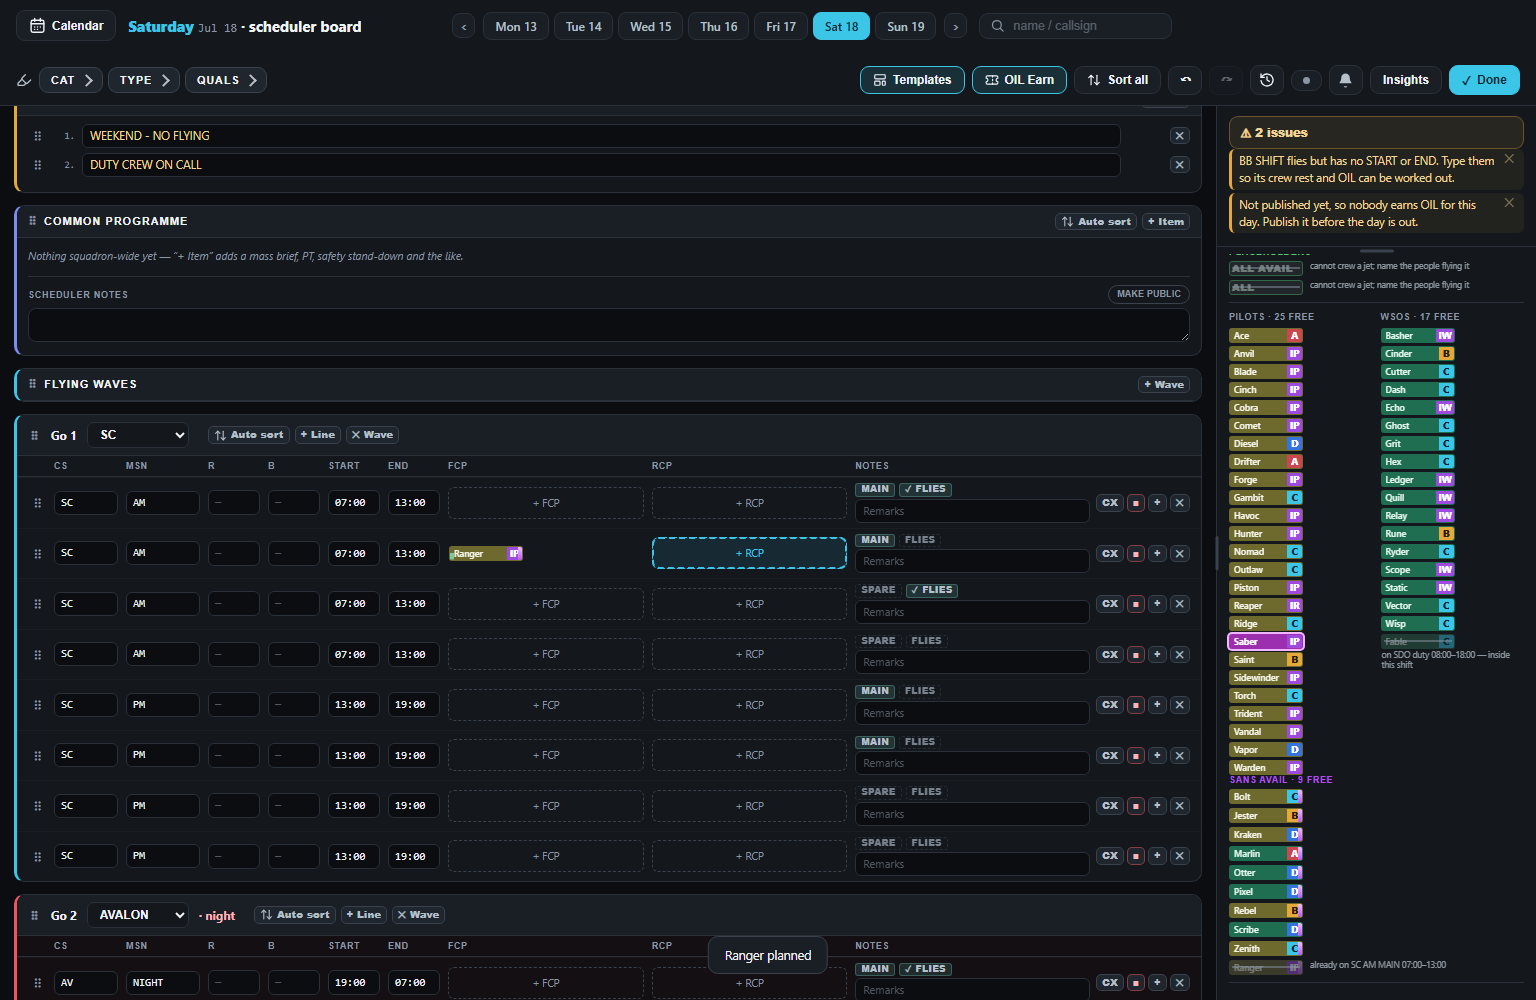 Calendar
Saturday Jul 18 · scheduler board
‹ Mon 13 Tue 14 Wed 15 Thu 16 Fri 17 Sat 18 Sun 19 ›
name / callsign
CAT TYPE QUALS
Templates OIL Earn Sort all Insights ✓ Done
1. WEEKEND - NO FLYING
2. DUTY CREW ON CALL
COMMON PROGRAMME Auto sort + Item
Nothing squadron-wide yet — "+ Item" adds a mass brief, PT, safety stand-down and the like.
SCHEDULER NOTES MAKE PUBLIC
FLYING WAVES + Wave
Go 1 SC Auto sort + Line ✕ Wave
CS MSN R B START END FCP RCP NOTES
SC AM – – 07:00 13:00 + FCP + RCP MAIN ✓ FLIES Remarks CX + ✕
SC AM – – 07:00 13:00 Ranger IP + RCP MAIN FLIES Remarks CX + ✕
SC AM – – 07:00 13:00 + FCP + RCP SPARE ✓ FLIES Remarks CX + ✕
SC AM – – 07:00 13:00 + FCP + RCP SPARE FLIES Remarks CX + ✕
SC PM – – 13:00 19:00 + FCP + RCP MAIN FLIES Remarks CX + ✕
SC PM – – 13:00 19:00 + FCP + RCP MAIN FLIES Remarks CX + ✕
SC PM – – 13:00 19:00 + FCP + RCP SPARE FLIES Remarks CX + ✕
SC PM – – 13:00 19:00 + FCP + RCP SPARE FLIES Remarks CX + ✕
Go 2 AVALON · night Auto sort + Line ✕ Wave
CS MSN R B START END FCP RCP NOTES
AV NIGHT – – 19:00 07:00 + FCP + RCP MAIN ✓ FLIES Remarks CX + ✕
Ranger planned
⚠ 2 issues
BB SHIFT flies but has no START or END. Type them
so its crew rest and OIL can be worked out.
Not published yet, so nobody earns OIL for this
day. Publish it before the day is out.
ALL AVAIL cannot crew a jet; name the people flying it
ALL cannot crew a jet; name the people flying it
PILOTS · 25 FREE
Ace A
Anvil IP
Blade IP
Cinch IP
Cobra IP
Comet IP
Diesel D
Drifter A
Forge IP
Gambit C
Havoc IP
Hunter IP
Nomad C
Outlaw C
Piston IP
Reaper IR
Ridge C
Saber IP
Saint B
Sidewinder IP
Torch C
Trident IP
Vandal IP
Vapor D
Warden IP
WSOS · 17 FREE
Basher IW
Cinder B
Cutter C
Dash C
Echo IW
Ghost C
Grit C
Hex C
Ledger IW
Quill IW
Relay IW
Rune B
Ryder C
Scope IW
Static IW
Vector C
Wisp C
Fable C
on SDO duty 08:00–18:00 — inside
this shift
SANS AVAIL · 9 FREE
Bolt C
Jester B
Kraken D
Marlin A
Otter D
Pixel D
Rebel B
Scribe D
Zenith C
Ranger IP already on SC AM MAIN 07:00–13:00